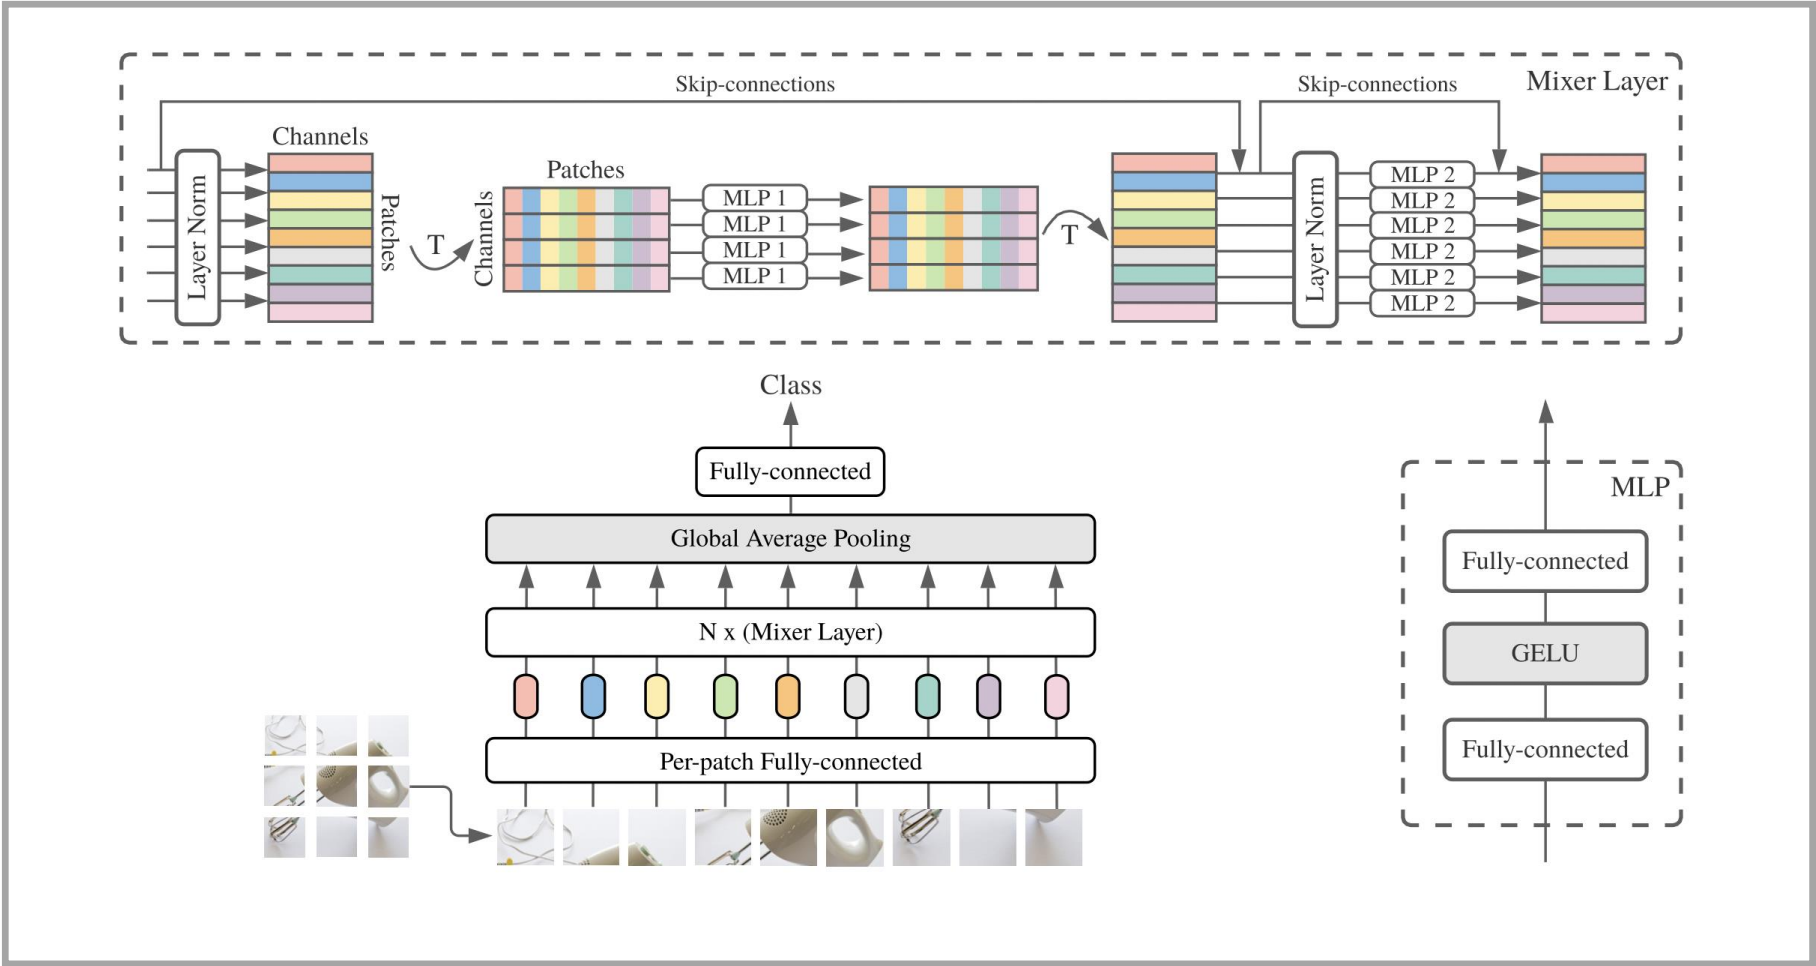 Skip-connections
Skip-connections
Mixer Layer
Channels
Layer Norm
Patches
T
Patches
Channels
MLP 1
MLP 1
MLP 1
MLP 1
T
Layer Norm
MLP 2
MLP 2
MLP 2
MLP 2
MLP 2
MLP 2
Class
Fully-connected
Global Average Pooling
N x (Mixer Layer)
Per-patch Fully-connected
MLP
Fully-connected
GELU
Fully-connected